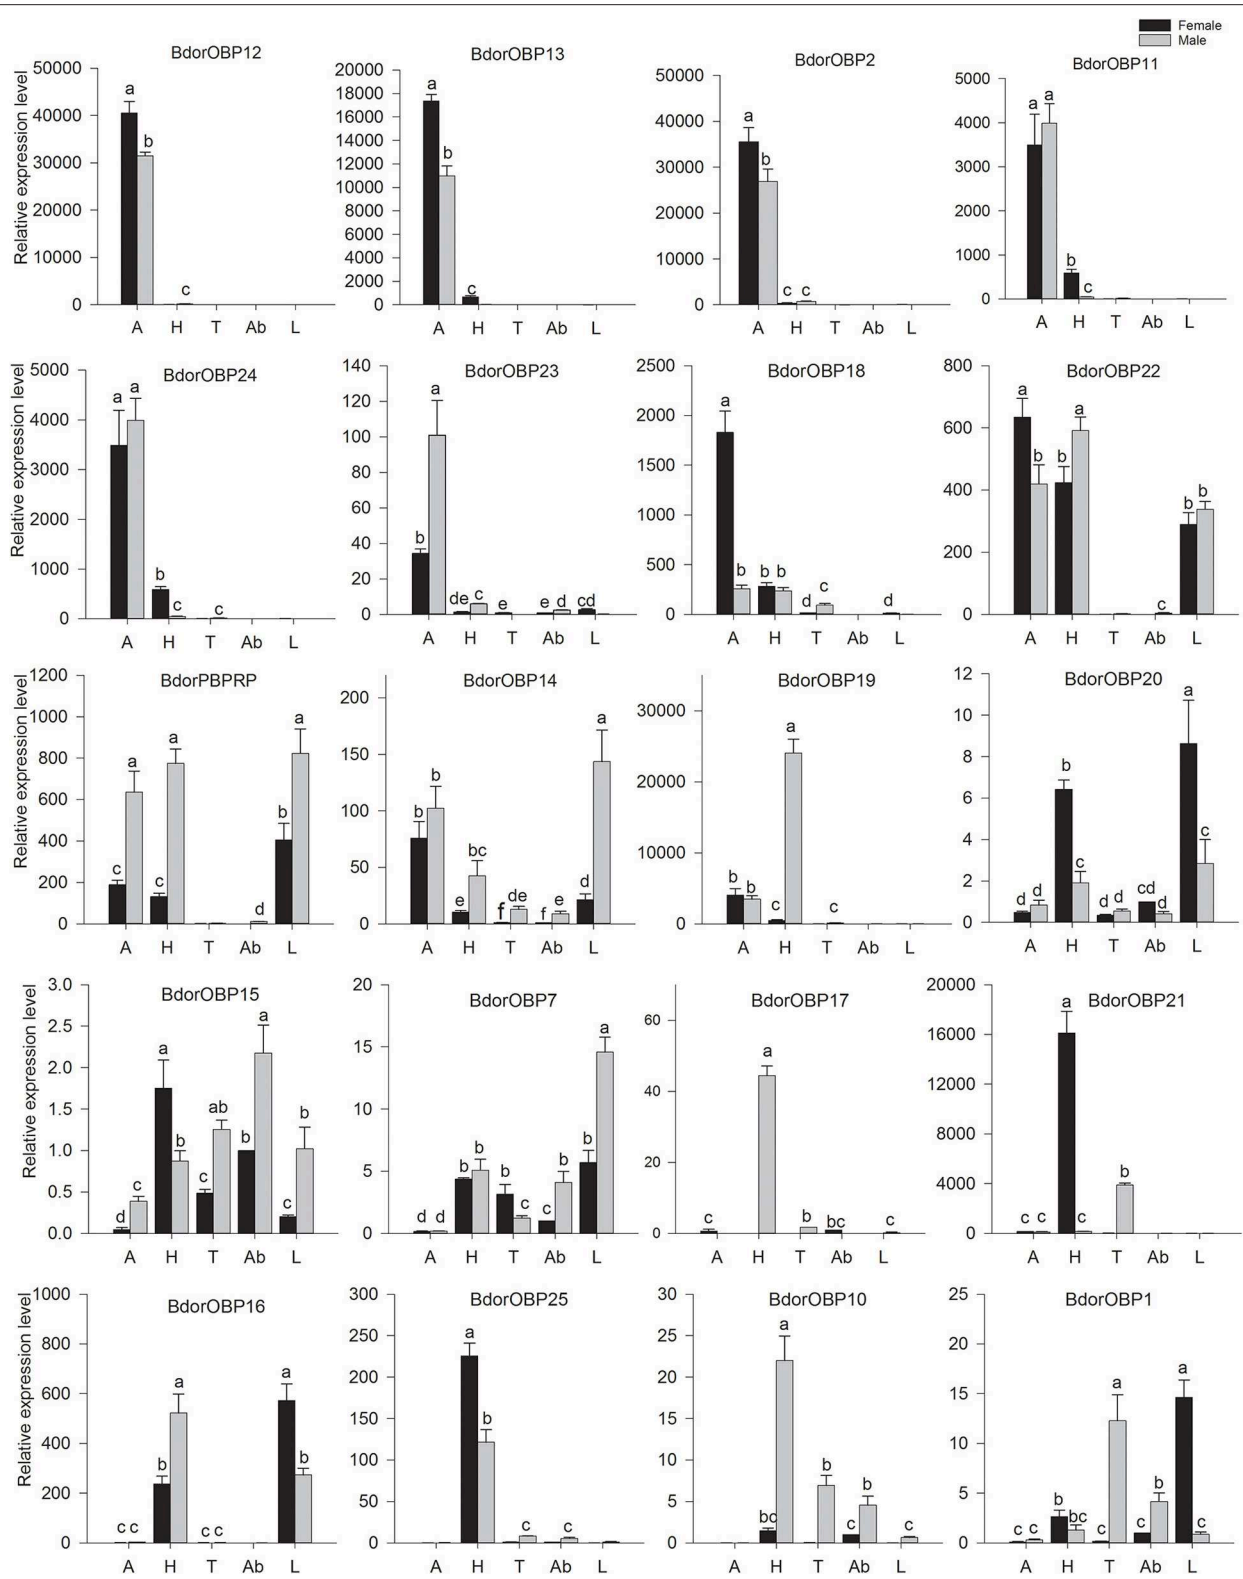 Female
Male
Relative expression level
BdorOBP12
50000
40000
30000
20000
10000
0
a b c
A H T Ab L
BdorOBP13
20000
18000
16000
14000
12000
10000
8000
6000
4000
2000
0
a b c
A H T Ab L
BdorOBP2
50000
40000
30000
20000
10000
0
a b c c
A H T Ab L
BdorOBP11
5000
4000
3000
2000
1000
0
a a b c
A H T Ab L
Relative expression level
BdorOBP24
5000
4000
3000
2000
1000
0
a a b c c
A H T Ab L
BdorOBP23
140
120
100
80
60
40
20
0
b a de c e e d cd
A H T Ab L
BdorOBP18
2500
2000
1500
1000
500
0
a b b b d c d
A H T Ab L
BdorOBP22
800
600
400
200
0
a b b a c b b
A H T Ab L
Relative expression level
BdorPBPRP
1200
1000
800
600
400
200
0
c a c a d b a
A H T Ab L
BdorOBP14
200
150
100
50
0
b b e bc f de f e d a
A H T Ab L
BdorOBP19
30000
20000
10000
0
b b c a c
A H T Ab L
BdorOBP20
12
10
8
6
4
2
0
d d b c d d cd d a c
A H T Ab L
Relative expression level
BdorOBP15
3.0
2.5
2.0
1.5
1.0
0.5
0.0
d c a b c ab b a c b
A H T Ab L
BdorOBP7
20
15
10
5
0
d d b b b c c b b a
A H T Ab L
BdorOBP17
60
40
20
0
c a b bc c
A H T Ab L
BdorOBP21
20000
16000
12000
8000
4000
0
c c a c b
A H T Ab L
Relative expression level
BdorOBP16
1000
800
600
400
200
0
c c b a c c a b
A H T Ab L
BdorOBP25
300
250
200
150
100
50
0
a b c c
A H T Ab L
BdorOBP10
30
25
20
15
10
5
0
bc a b c b c
A H T Ab L
BdorOBP1
25
20
15
10
5
0
c c b bc c a c b a c
A H T Ab L